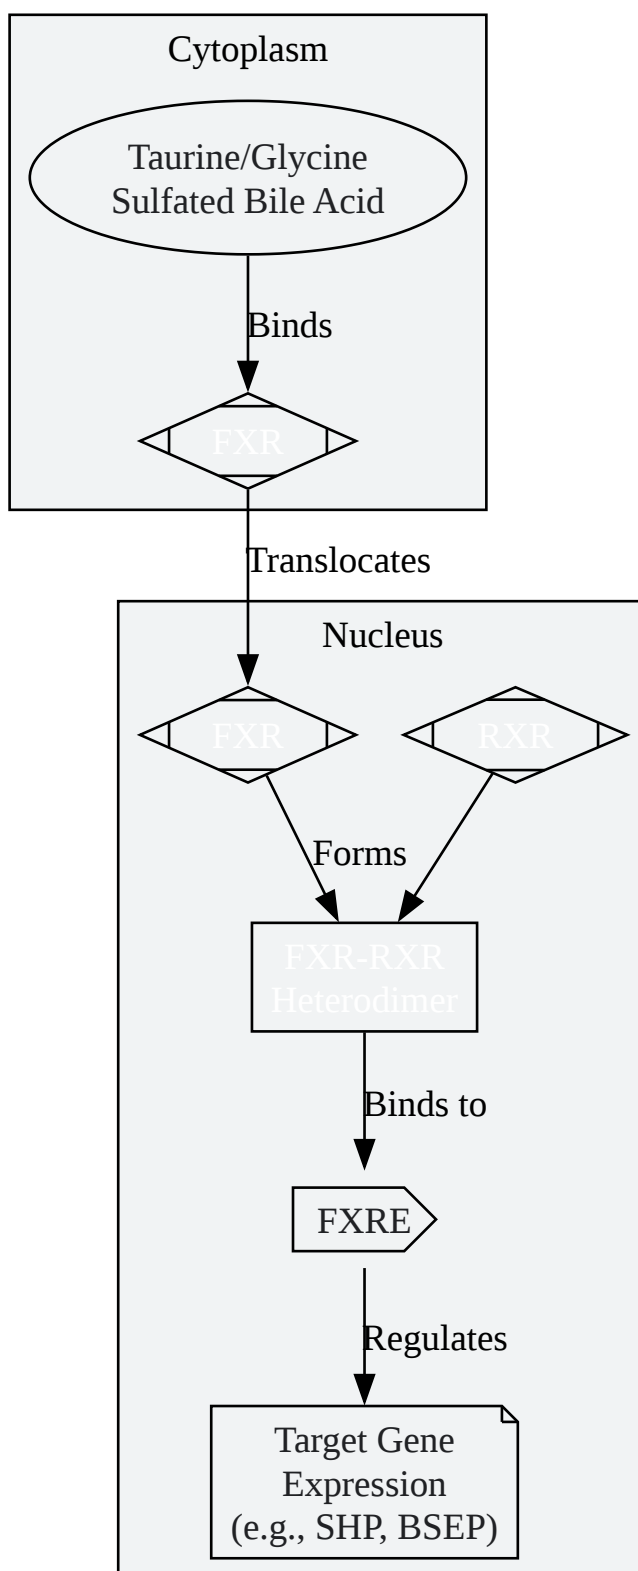 Cytoplasm
Taurine/Glycine
Sulfated Bile Acid
Binds
FXR
Translocates
Nucleus
FXR
RXR
Forms
FXR-RXR
Heterodimer
Binds to
FXRE
Regulates
Target Gene
Expression
(e.g., SHP, BSEP)